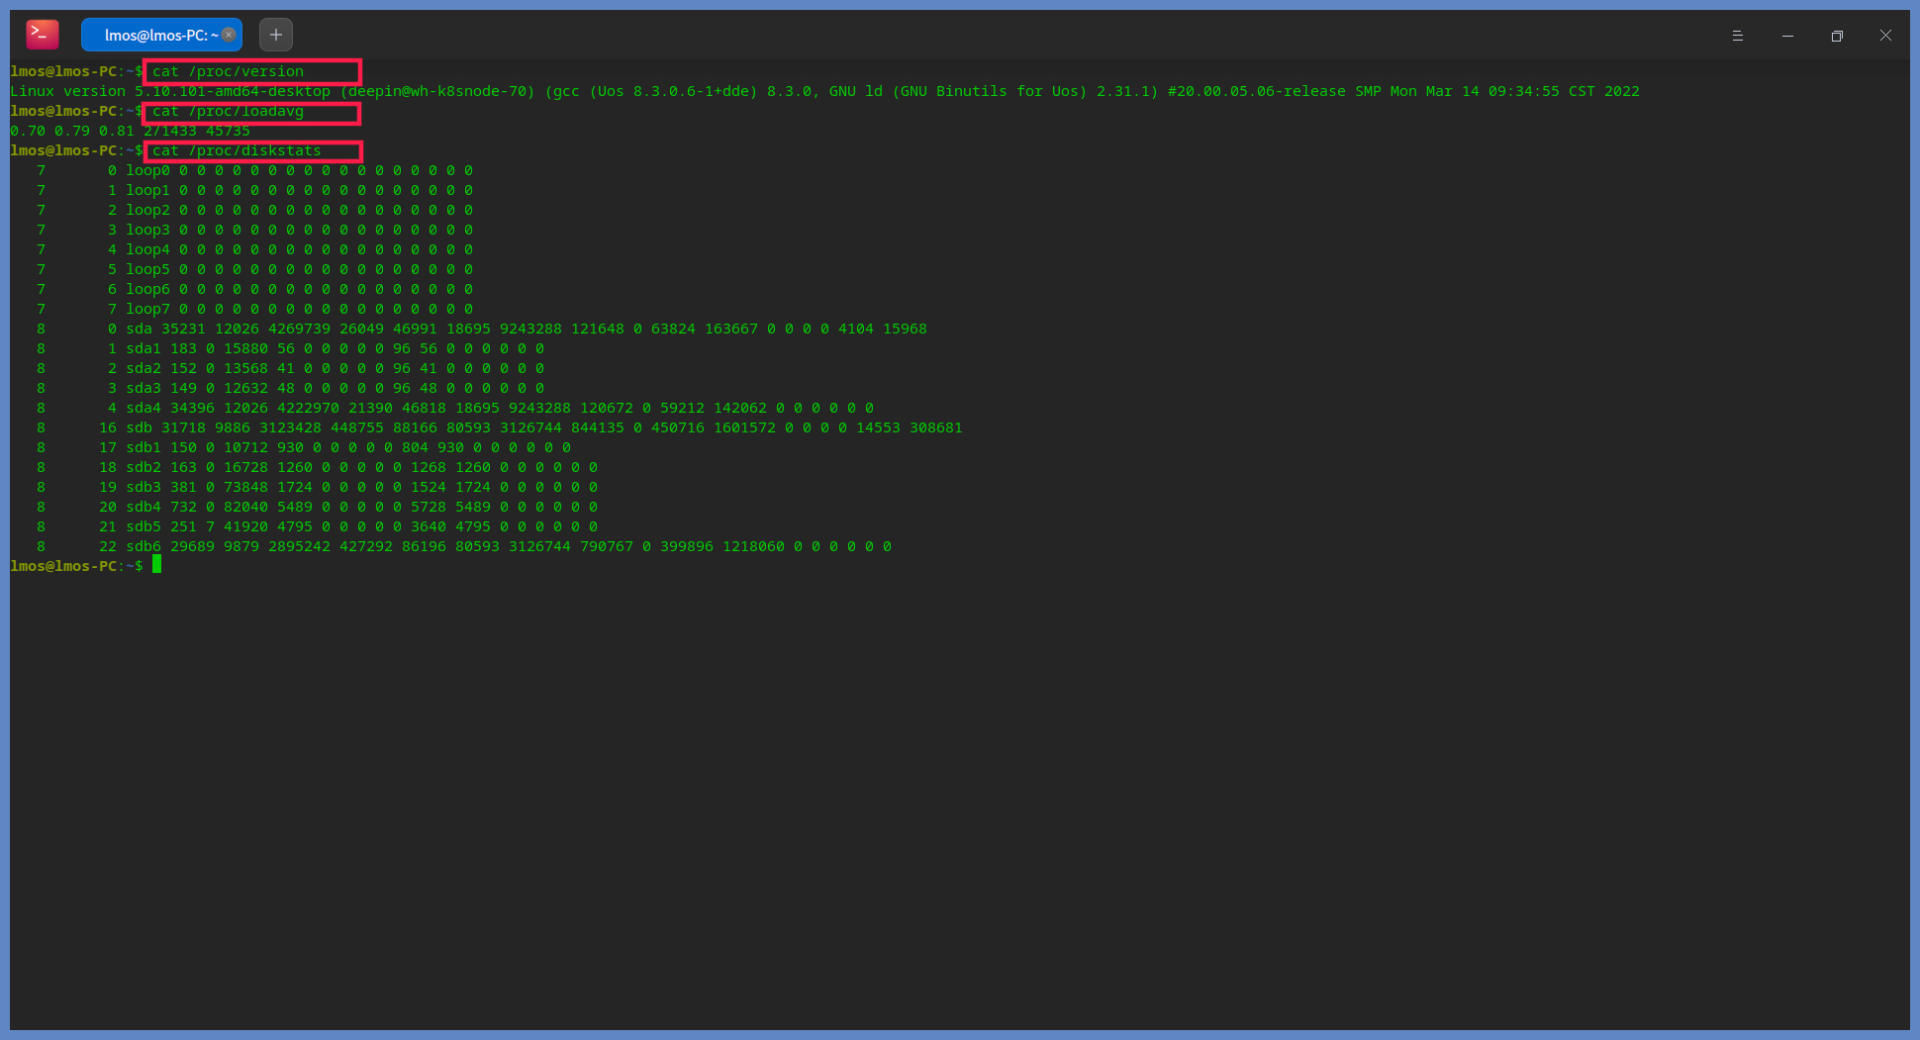 lmos@lmos-PC: ~
lmos@lmos-PC:~$ cat /proc/version
Linux version 5.10.101-amd64-desktop (deepin@wh-k8snode-70) (gcc (Uos 8.3.0.6-1+dde) 8.3.0, GNU ld (GNU Binutils for Uos) 2.31.1) #20.00.05.06-release SMP Mon Mar 14 09:34:55 CST 2022
lmos@lmos-PC:~$ cat /proc/loadavg
0.70 0.79 0.81 2/1433 45735
lmos@lmos-PC:~$ cat /proc/diskstats
7 0 loop0 0 0 0 0 0 0 0 0 0 0 0 0 0 0 0 0 0
7 1 loop1 0 0 0 0 0 0 0 0 0 0 0 0 0 0 0 0 0
7 2 loop2 0 0 0 0 0 0 0 0 0 0 0 0 0 0 0 0 0
7 3 loop3 0 0 0 0 0 0 0 0 0 0 0 0 0 0 0 0 0
7 4 loop4 0 0 0 0 0 0 0 0 0 0 0 0 0 0 0 0 0
7 5 loop5 0 0 0 0 0 0 0 0 0 0 0 0 0 0 0 0 0
7 6 loop6 0 0 0 0 0 0 0 0 0 0 0 0 0 0 0 0 0
7 7 loop7 0 0 0 0 0 0 0 0 0 0 0 0 0 0 0 0 0
8 0 sda 35231 12026 4269739 26049 46991 18695 9243288 121648 0 63824 163667 0 0 0 0 4104 15968
8 1 sda1 183 0 15880 56 0 0 0 0 0 96 56 0 0 0 0 0 0
8 2 sda2 152 0 13568 41 0 0 0 0 0 96 41 0 0 0 0 0 0
8 3 sda3 149 0 12632 48 0 0 0 0 0 96 48 0 0 0 0 0 0
8 4 sda4 34396 12026 4222970 21390 46818 18695 9243288 120672 0 59212 142062 0 0 0 0 0 0
8 16 sdb 31718 9886 3123428 448755 88166 80593 3126744 844135 0 450716 1601572 0 0 0 0 14553 308681
8 17 sdb1 150 0 10712 930 0 0 0 0 0 804 930 0 0 0 0 0 0
8 18 sdb2 163 0 16728 1260 0 0 0 0 0 1268 1260 0 0 0 0 0 0
8 19 sdb3 381 0 73848 1724 0 0 0 0 0 1524 1724 0 0 0 0 0 0
8 20 sdb4 732 0 82040 5489 0 0 0 0 0 5728 5489 0 0 0 0 0 0
8 21 sdb5 251 7 41920 4795 0 0 0 0 0 3640 4795 0 0 0 0 0 0
8 22 sdb6 29689 9879 2895242 427292 86196 80593 3126744 790767 0 399896 1218060 0 0 0 0 0 0
lmos@lmos-PC:~$